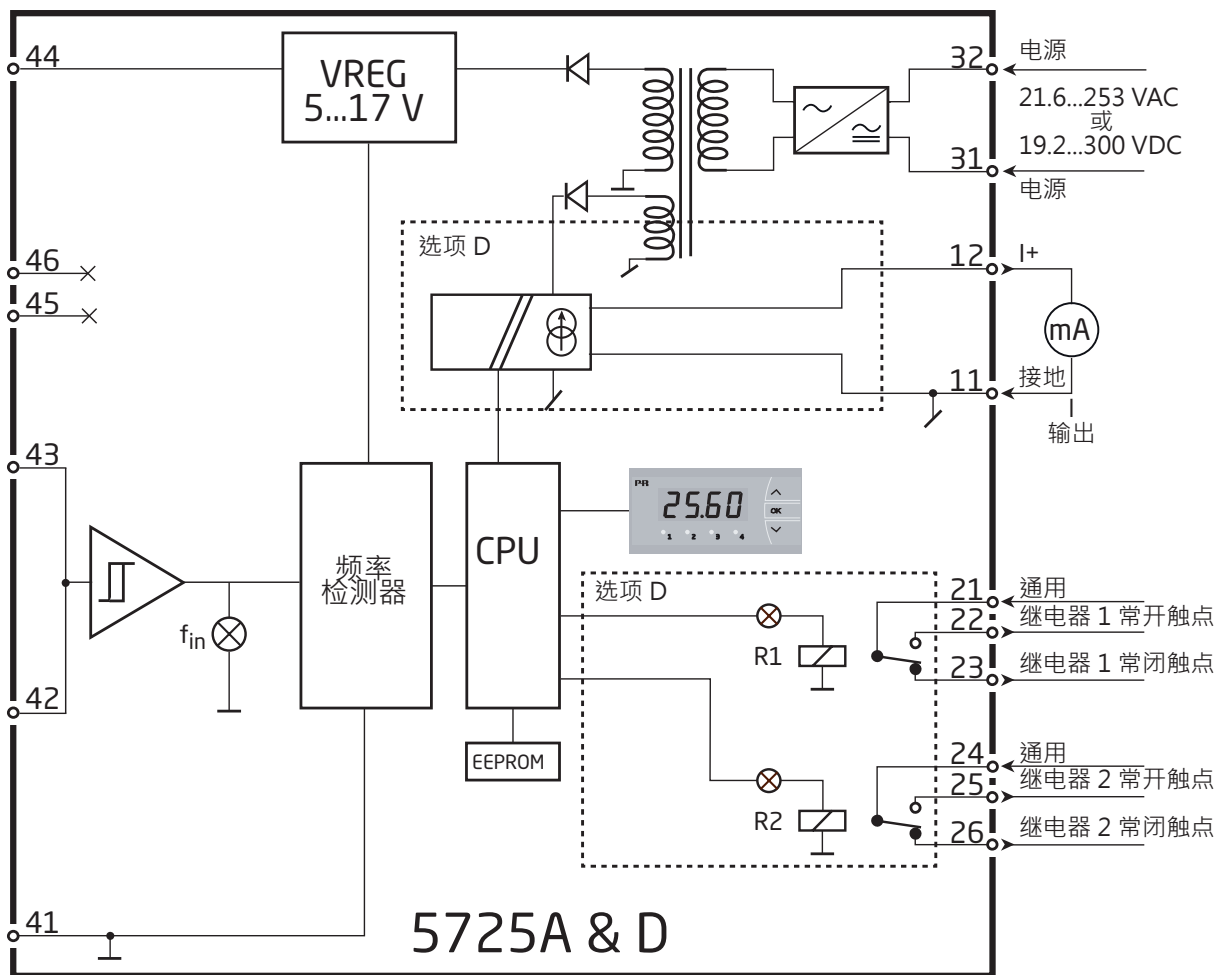 44
VREG
5...17 V
32
电源
21.6...253 VAC
或
19.2...300 VDC
31
电源
46
45
选项 D
12
I+
mA
11
接地
I
输出
43
PR
25.60
OK
1 2 3 4
CPU
频率
检测器
f_in
42
EEPROM
选项 D
R1
21
通用
22
继电器 1 常开触点
23
继电器 1 常闭触点
R2
24
通用
25
继电器 2 常开触点
26
继电器 2 常闭触点
41
5725A & D